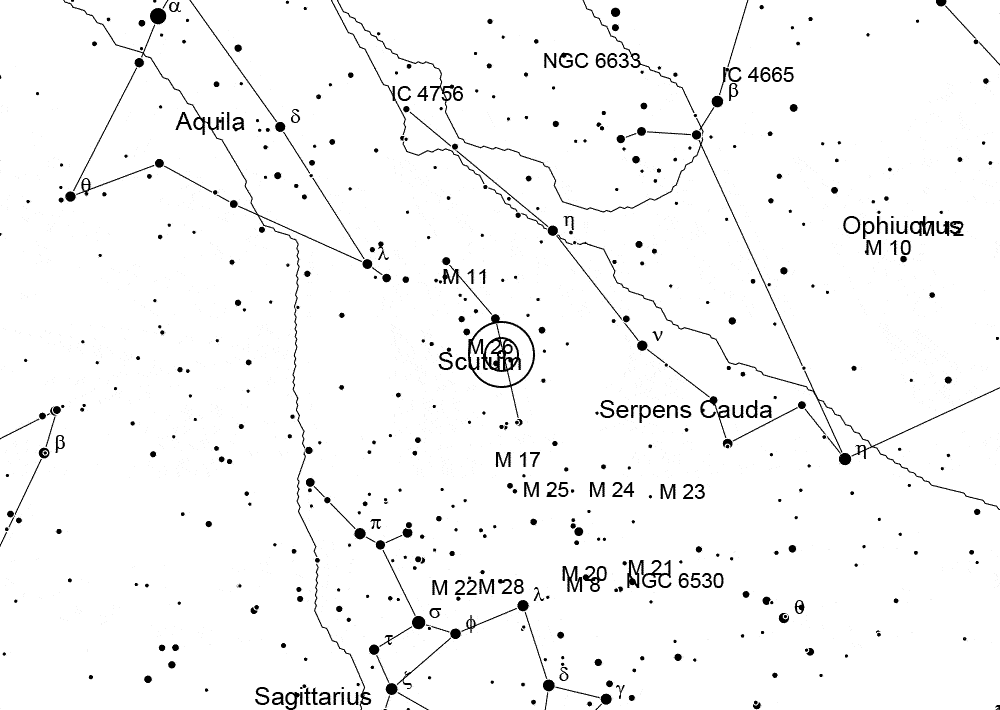 α
NGC 6633
IC 4665
β
IC 4756
δ
Aquila
θ
η
Ophiuchus
M 12
M 10
λ
M 11
ν
M 26
Scutum
Serpens Cauda
β
η
M 17
M 25
M 24
M 23
π
M 21
M 20
NGC 6530
M 8
M 22
M 28
λ
θ
σ
φ
τ
δ
ζ
γ
Sagittarius